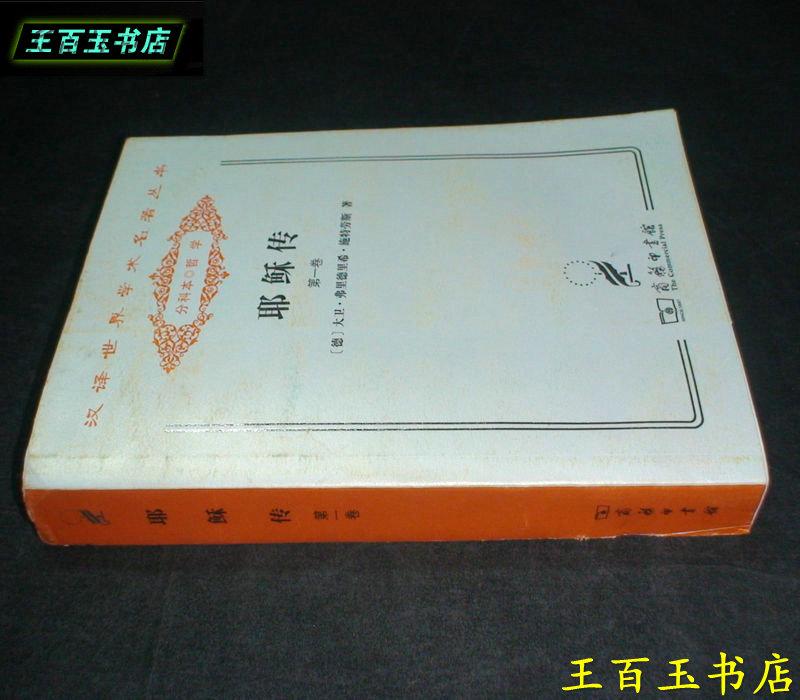 王百玉书店
汉译世界学术名著丛书
分科本 哲学
耶稣传
第一卷
〔德〕大卫·弗里德里希·施特劳斯 著
商务印书馆
The Commercial Press
耶稣传 第一卷
商务印书馆
王百玉书店